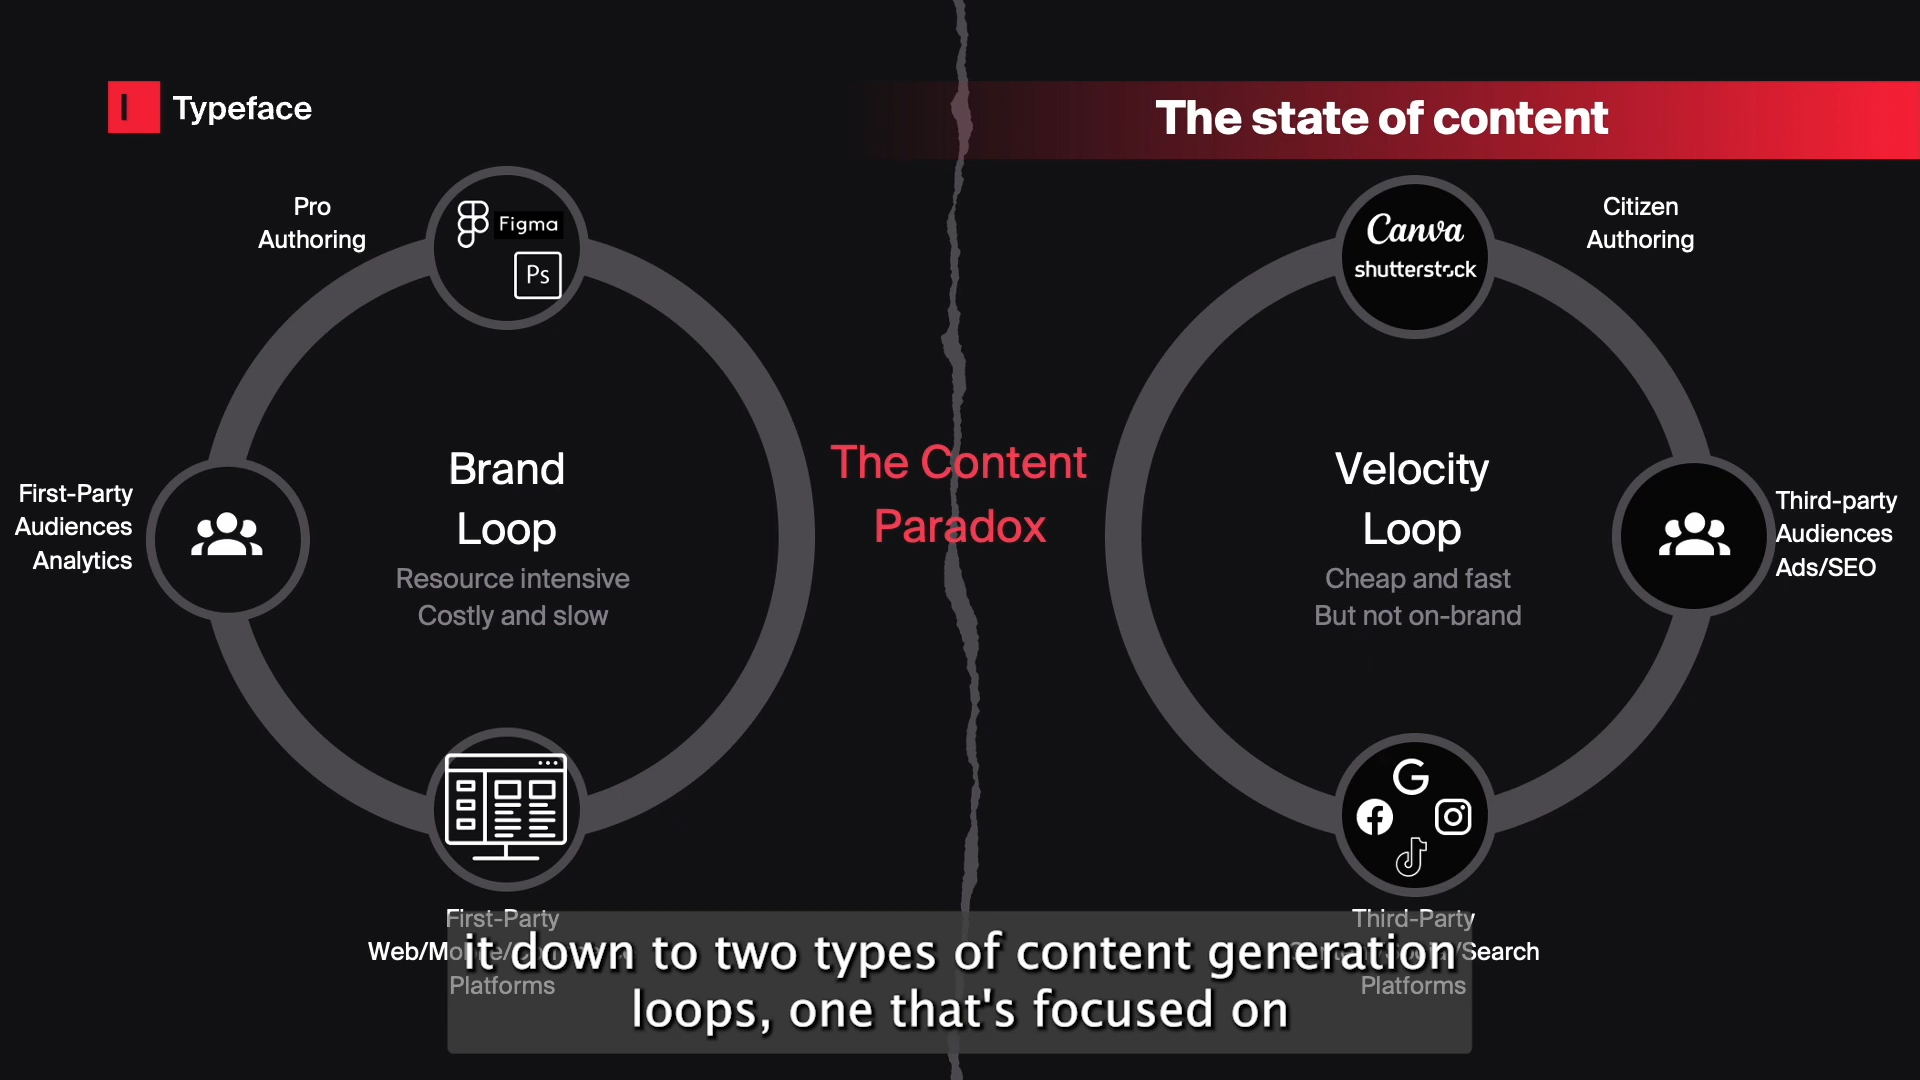 Typeface
The state of content
Pro
Authoring
Figma
Ps
Brand
Loop
Resource intensive
Costly and slow
First-Party
Audiences
Analytics
First-Party
Platforms
The Content
Paradox
Canva
shutterstock
Citizen
Authoring
Velocity
Loop
Cheap and fast
But not on-brand
Third-party
Audiences
Ads/SEO
Third-Party
Search
Platforms
it down to two types of content generation
loops, one that's focused on